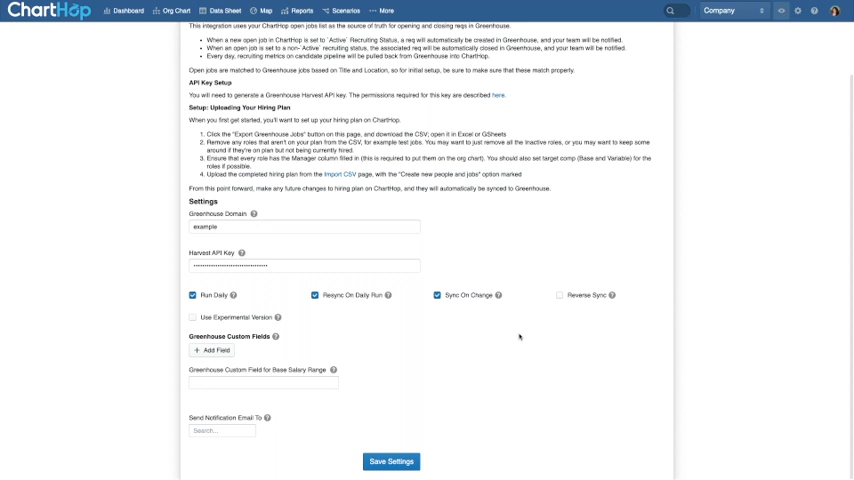 ChartHop
Dashboard Org Chart Data Sheet Map Reports Scenarios More Company
This integration uses your ChartHop open jobs list as the source of truth for opening and closing reqs in Greenhouse.
• When a new open job in ChartHop is set to `Active` Recruiting Status, a req will automatically be created in Greenhouse, and your team will be notified.
• When an open job is set to a non-`Active` recruiting status, the associated req will be automatically closed in Greenhouse, and your team will be notified.
• Every day, recruiting metrics on candidate pipeline will be pulled back from Greenhouse into ChartHop.
Open jobs are matched to Greenhouse jobs based on Title and Location, so for initial setup, be sure to make sure that these match properly.
API Key Setup
You will need to generate a Greenhouse Harvest API key. The permissions required for this key are described here.
Setup: Uploading Your Hiring Plan
When you first get started, you'll want to set up your hiring plan on ChartHop.
1. Click the "Export Greenhouse Jobs" button on this page, and download the CSV; open it in Excel or GSheets
2. Remove any roles that aren't on your plan from the CSV, for example test jobs. You may want to just remove all the Inactive roles, or you may want to keep some
around if they're on plan but not being currently hired.
3. Ensure that every role has the Manager column filled in (this is required to put them on the org chart). You should also set target comp (Base and Variable) for the
roles if possible.
4. Upload the completed hiring plan from the Import CSV page, with the "Create new people and jobs" option marked
From this point forward, make any future changes to hiring plan on ChartHop, and they will automatically be synced to Greenhouse.
Settings
Greenhouse Domain ?
example
Harvest API Key ?
••••••••••••••••••••••••••••••••
Run Daily ? Resync On Daily Run ? Sync On Change ? Reverse Sync ?
Use Experimental Version ?
Greenhouse Custom Fields ?
+ Add Field
Greenhouse Custom Field for Base Salary Range ?
Send Notification Email To ?
Search...
Save Settings